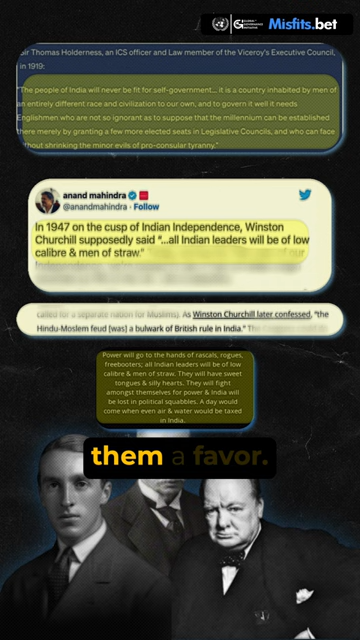 GLOBAL GOVERNANCE INITIATIVE
Misfits.bet
Sir Thomas Holderness, an ICS officer and Law member of the Viceroy's Executive Council,
in 1919:
"The people of India will never be fit for self-government... it is a country inhabited by men of
an entirely different race and civilization to our own, and to govern it well it needs
Englishmen who are not so ignorant as to suppose that the millennium can be established
there merely by granting a few more elected seats in Legislative Councils, and who can face
without shrinking the minor evils of pro-consular tyranny."
anand mahindra
@anandmahindra · Follow
In 1947 on the cusp of Indian Independence, Winston
Churchill supposedly said "...all Indian leaders will be of low
calibre & men of straw."
called for a separate nation for Muslims). As Winston Churchill later confessed, "the
Hindu-Moslem feud [was] a bulwark of British rule in India."
Power will go to the hands of rascals, rogues,
freebooters; all Indian leaders will be of low
calibre & men of straw. They will have sweet
tongues & silly hearts. They will fight
amongst themselves for power & India will
be lost in political squabbles. A day would
come when even air & water would be taxed
in India.
them a favor.